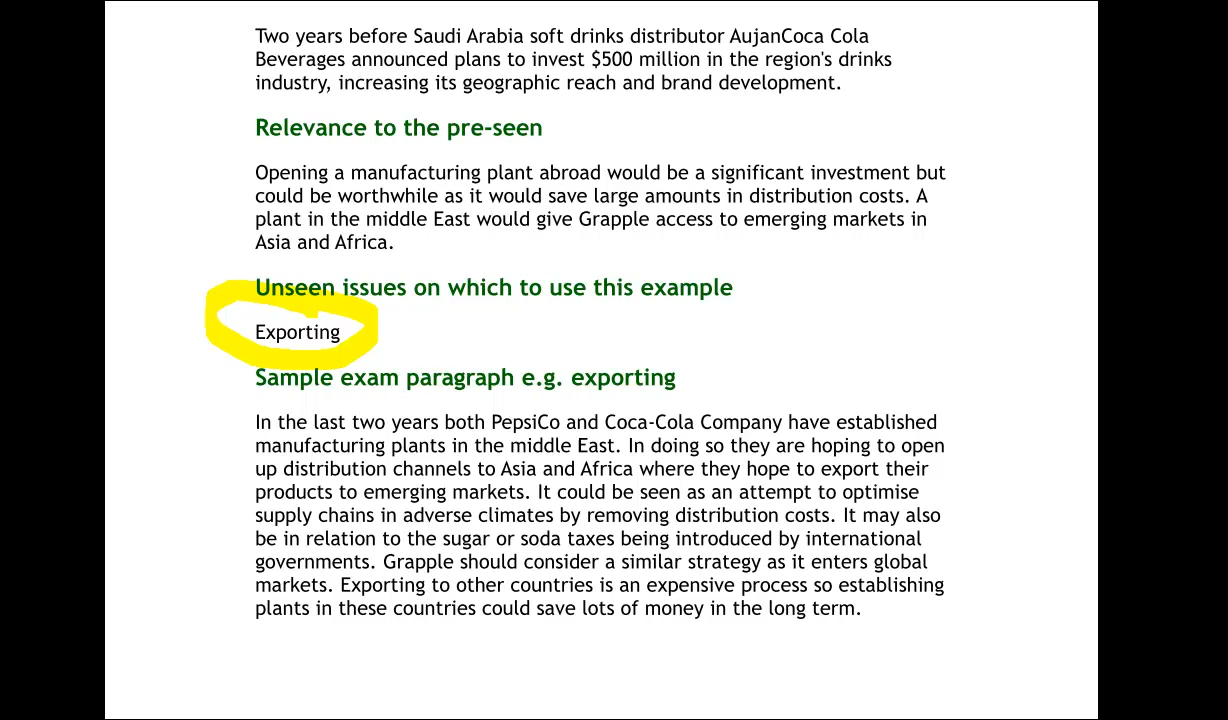 Two years before Saudi Arabia soft drinks distributor AujanCoca Cola
Beverages announced plans to invest $500 million in the region's drinks
industry, increasing its geographic reach and brand development.
Relevance to the pre-seen
Opening a manufacturing plant abroad would be a significant investment but
could be worthwhile as it would save large amounts in distribution costs. A
plant in the middle East would give Grapple access to emerging markets in
Asia and Africa.
Unseen issues on which to use this example
Exporting
Sample exam paragraph e.g. exporting
In the last two years both PepsiCo and Coca-Cola Company have established
manufacturing plants in the middle East. In doing so they are hoping to open
up distribution channels to Asia and Africa where they hope to export their
products to emerging markets. It could be seen as an attempt to optimise
supply chains in adverse climates by removing distribution costs. It may also
be in relation to the sugar or soda taxes being introduced by international
governments. Grapple should consider a similar strategy as it enters global
markets. Exporting to other countries is an expensive process so establishing
plants in these countries could save lots of money in the long term.